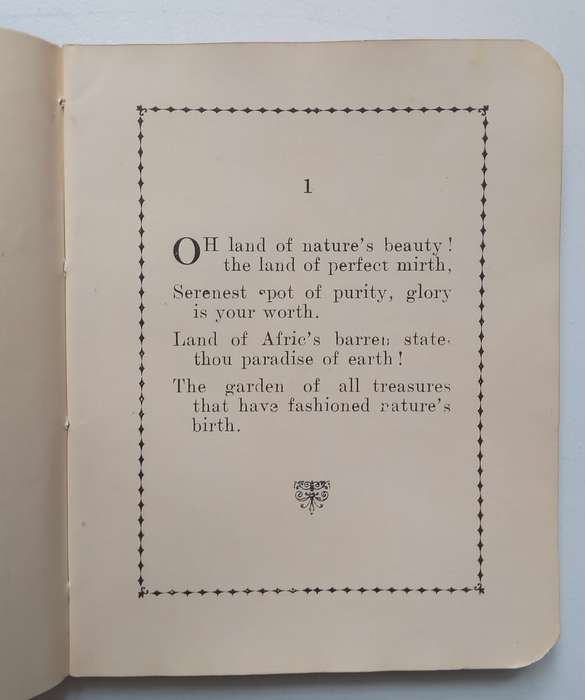 1
OH land of nature's beauty!
the land of perfect mirth,
Serenest spot of purity, glory
is your worth.
Land of Afric's barren state,
thou paradise of earth!
The garden of all treasures
that have fashioned nature's
birth.